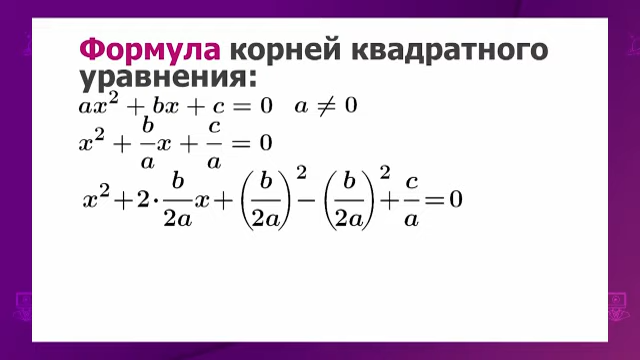 Формула корней квадратного
уравнения:
ax² + bx + c = 0 a ≠ 0
x² + b/a x + c/a = 0
x² + 2 · b/2a x + (b/2a)² − (b/2a)² + c/a = 0